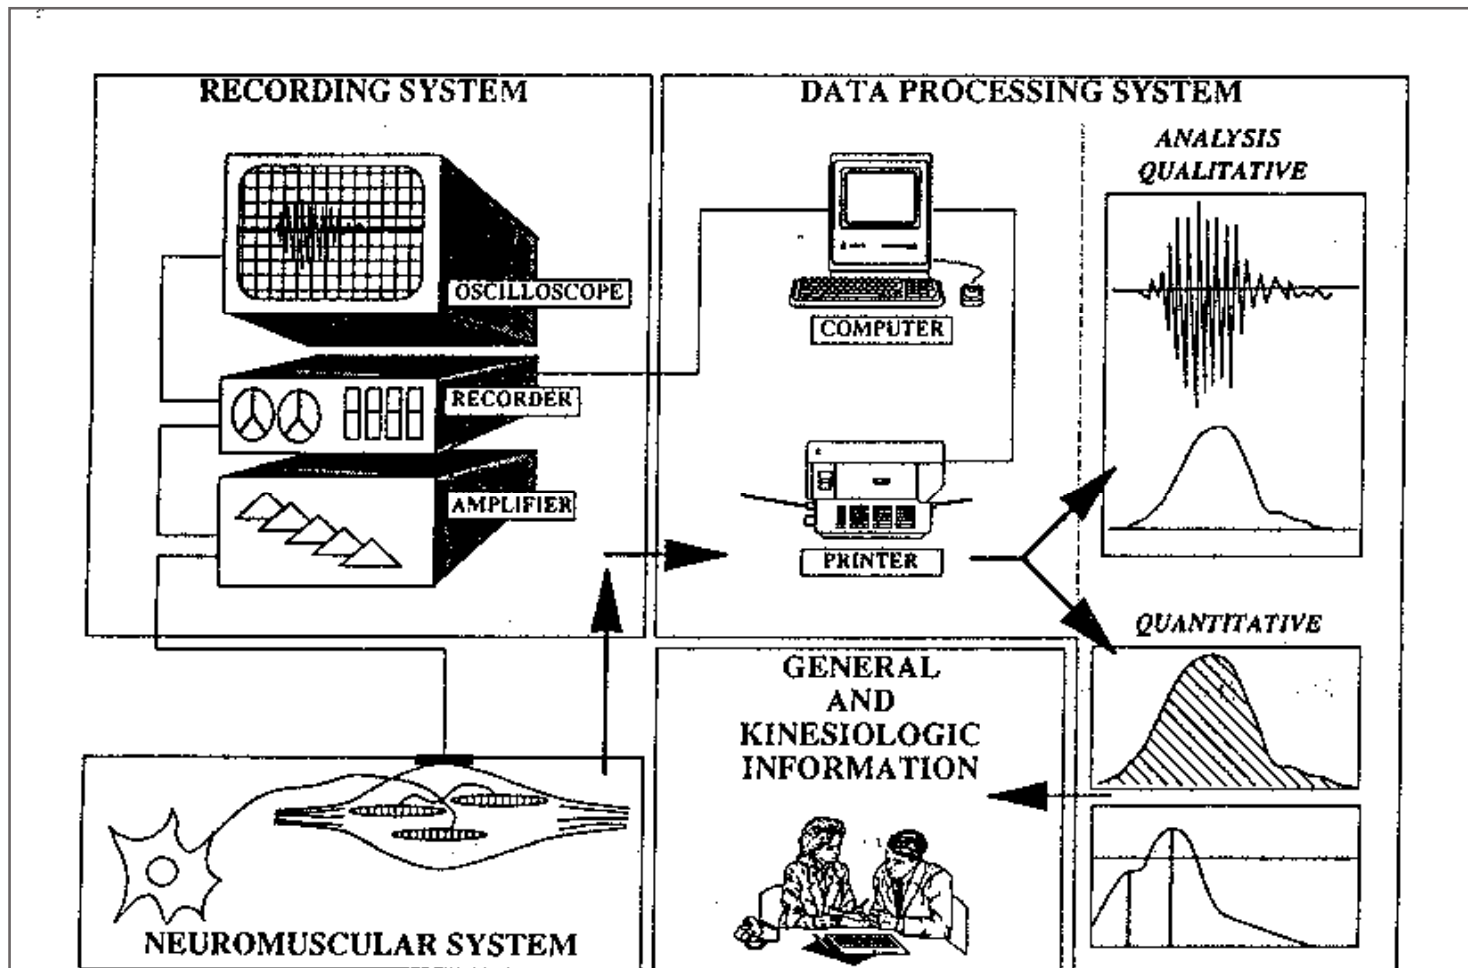 RECORDING SYSTEM
OSCILLOSCOPE
RECORDER
AMPLIFIER
DATA PROCESSING SYSTEM
COMPUTER
PRINTER
ANALYSIS
QUALITATIVE
QUANTITATIVE
GENERAL
AND
KINESIOLOGIC
INFORMATION
NEUROMUSCULAR SYSTEM